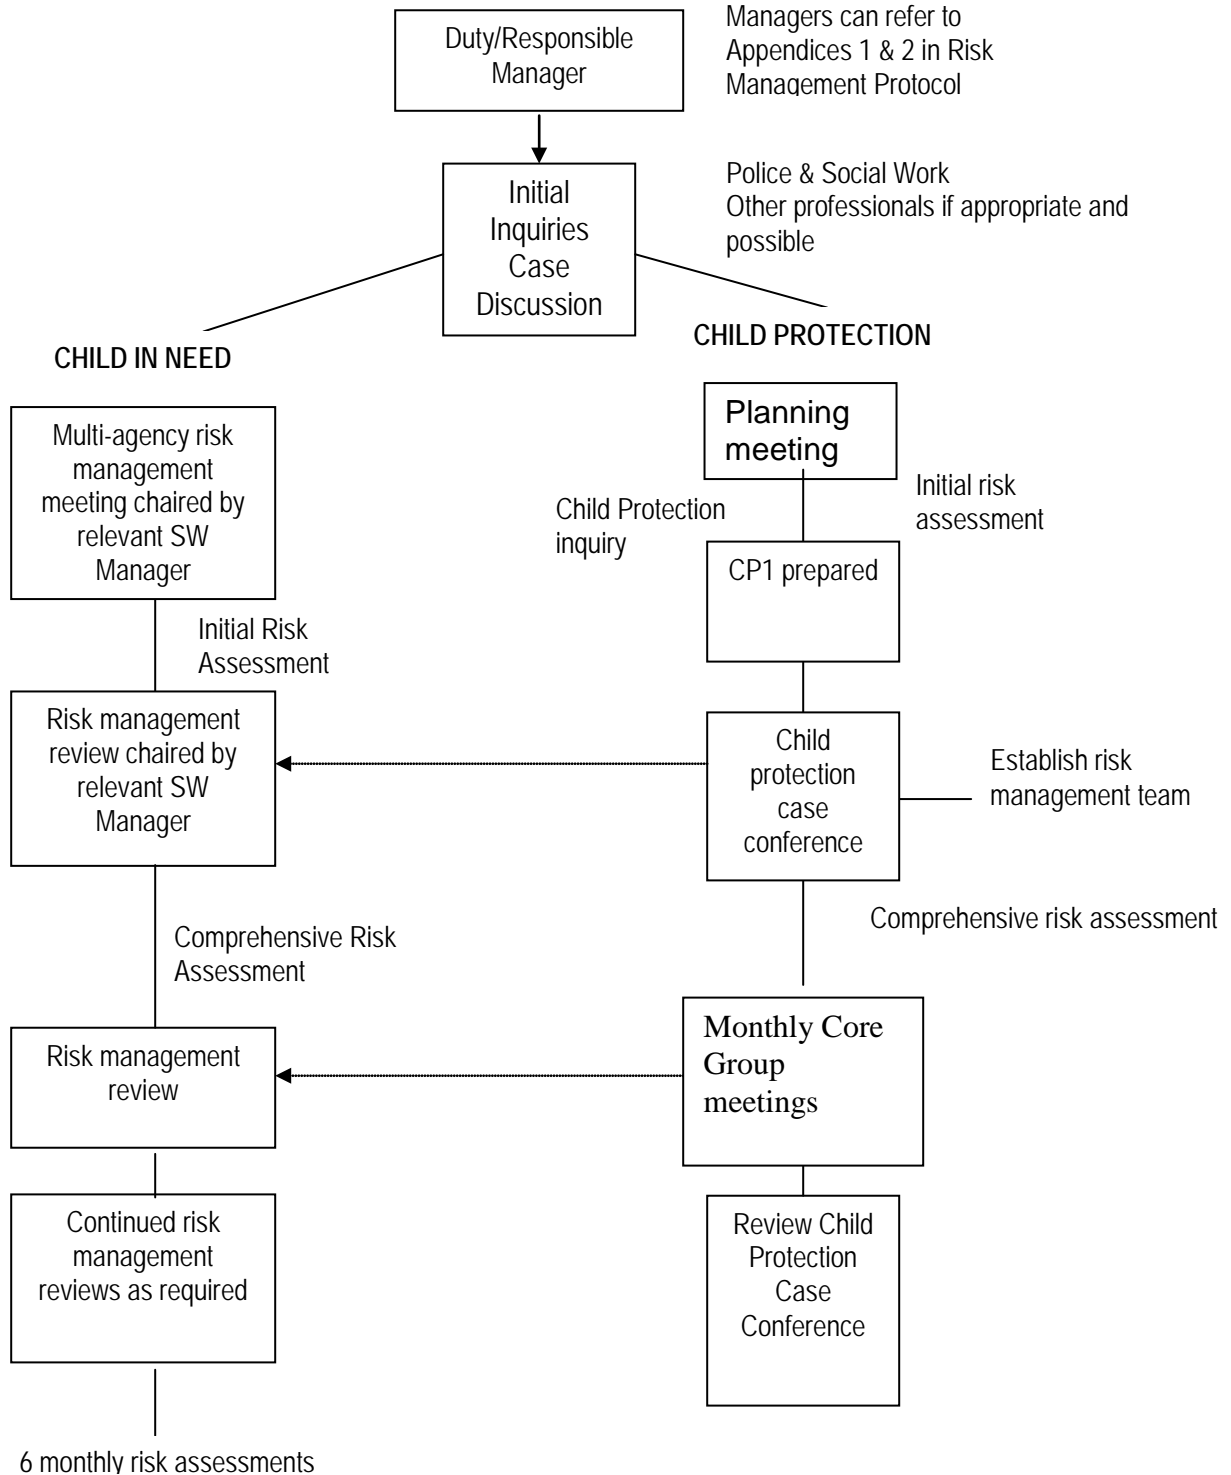 Duty/Responsible
Manager
Managers can refer to
Appendices 1 & 2 in Risk
Management Protocol
Initial
Inquiries
Case
Discussion
Police & Social Work
Other professionals if appropriate and
possible
CHILD IN NEED
CHILD PROTECTION
Multi-agency risk
management
meeting chaired by
relevant SW
Manager
Initial Risk
Assessment
Risk management
review chaired by
relevant SW
Manager
Comprehensive Risk
Assessment
Risk management
review
Continued risk
management
reviews as required
6 monthly risk assessments
Planning
meeting
Child Protection
inquiry
Initial risk
assessment
CP1 prepared
Child
protection
case
conference
Establish risk
management team
Comprehensive risk assessment
Monthly Core
Group
meetings
Review Child
Protection
Case
Conference